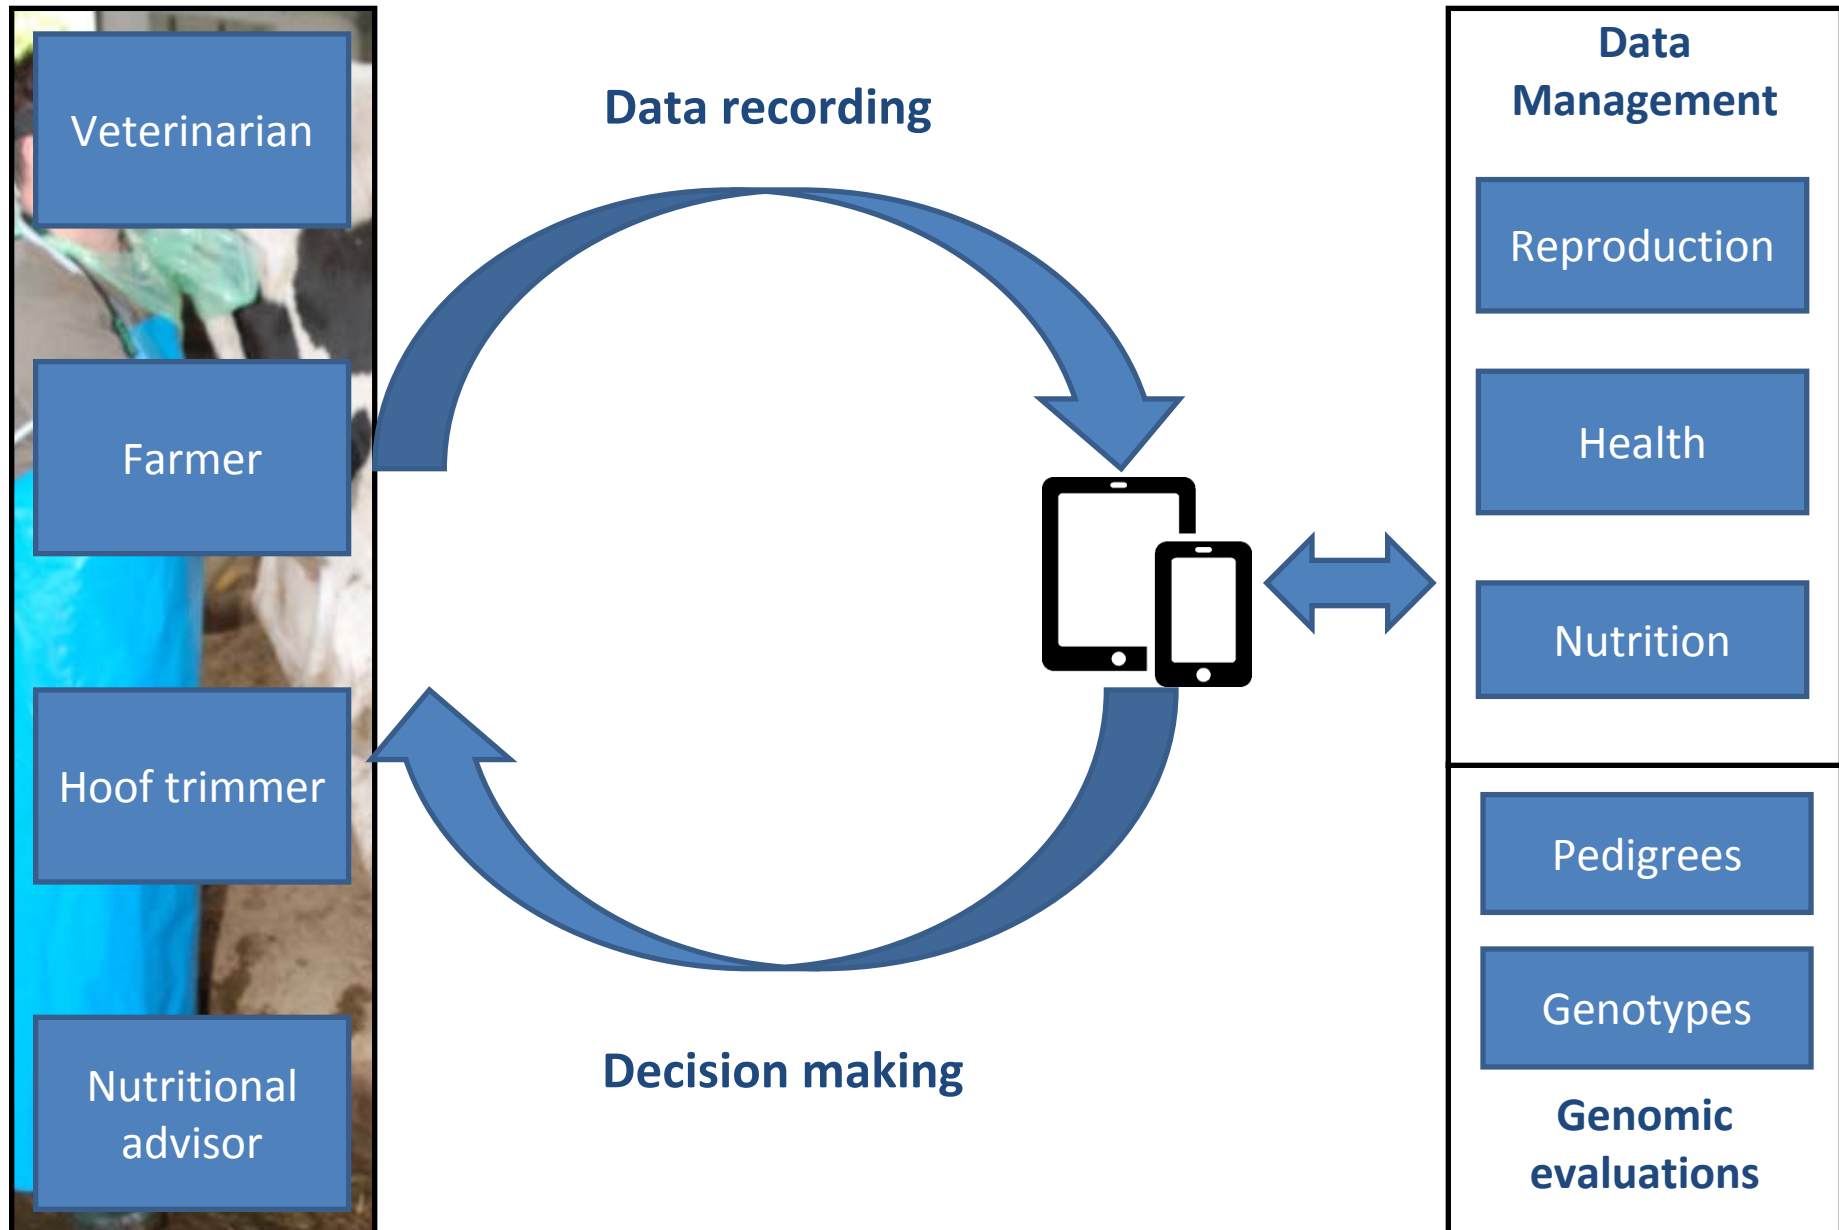 Veterinarian
Farmer
Hoof trimmer
Nutritional
advisor
Data recording
Decision making
Data
Management
Reproduction
Health
Nutrition
Pedigrees
Genotypes
Genomic
evaluations